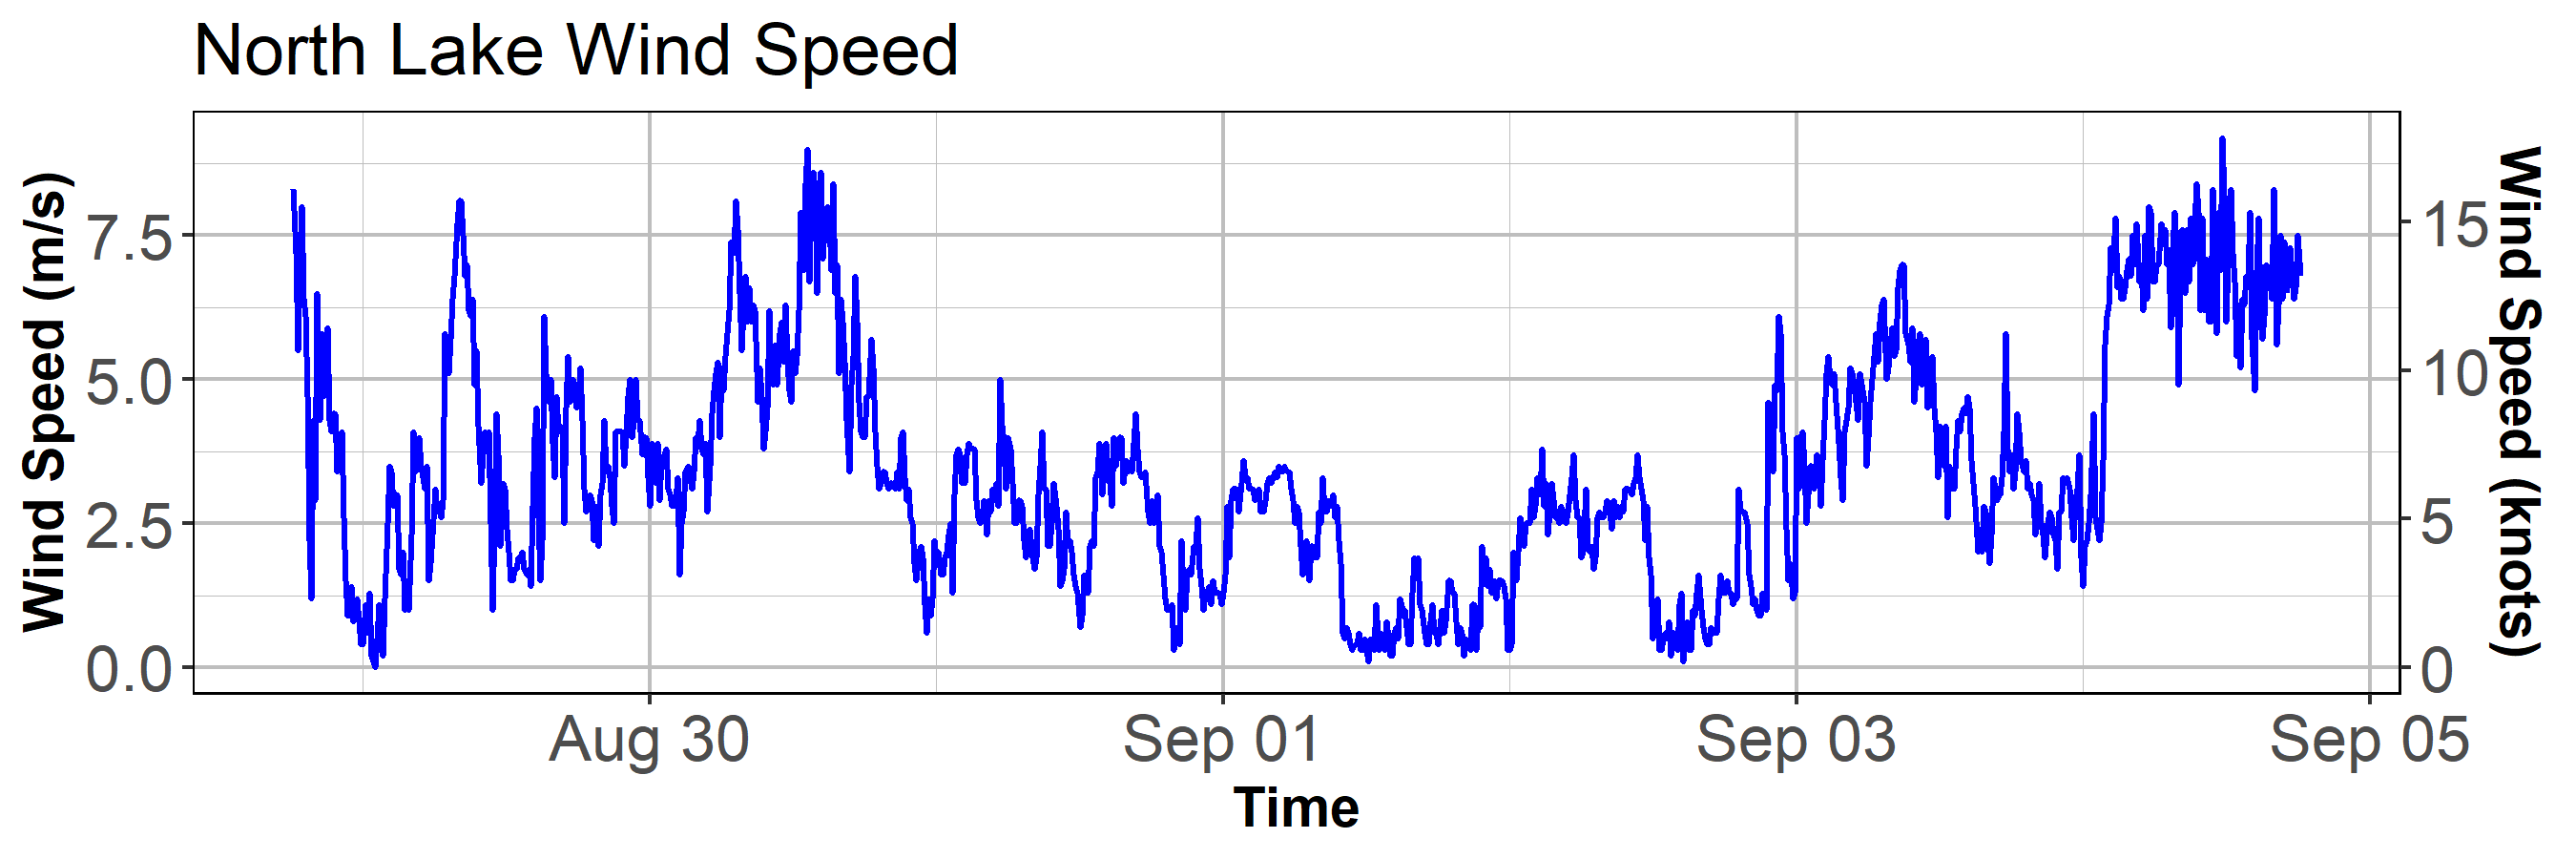 North Lake Wind Speed
Wind Speed (m/s)
7.5
5.0
2.5
0.0
15
10
5
0
Wind Speed (knots)
Aug 30
Sep 01
Sep 03
Sep 05
Time